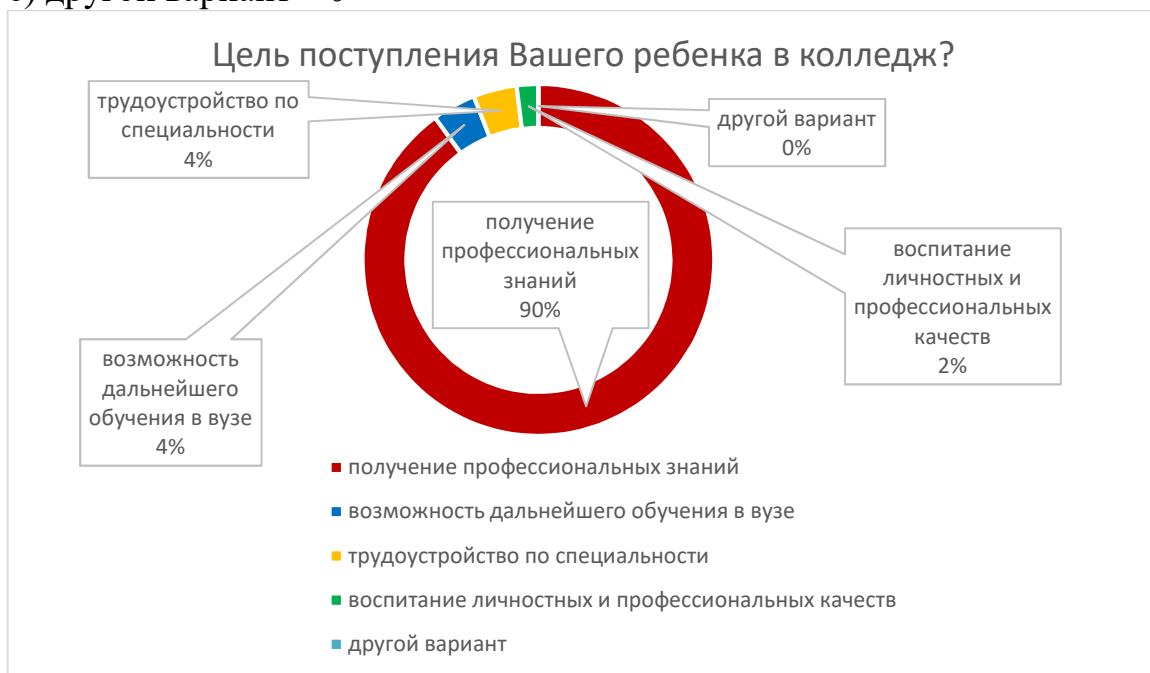 Цель поступления Вашего ребенка в колледж?
трудоустройство по
специальности
4%
другой вариант
0%
получение
профессиональных
знаний
90%
воспитание
личностных и
профессиональных
качеств
2%
возможность
дальнейшего
обучения в вузе
4%
получение профессиональных знаний
возможность дальнейшего обучения в вузе
трудоустройство по специальности
воспитание личностных и профессиональных качеств
другой вариант